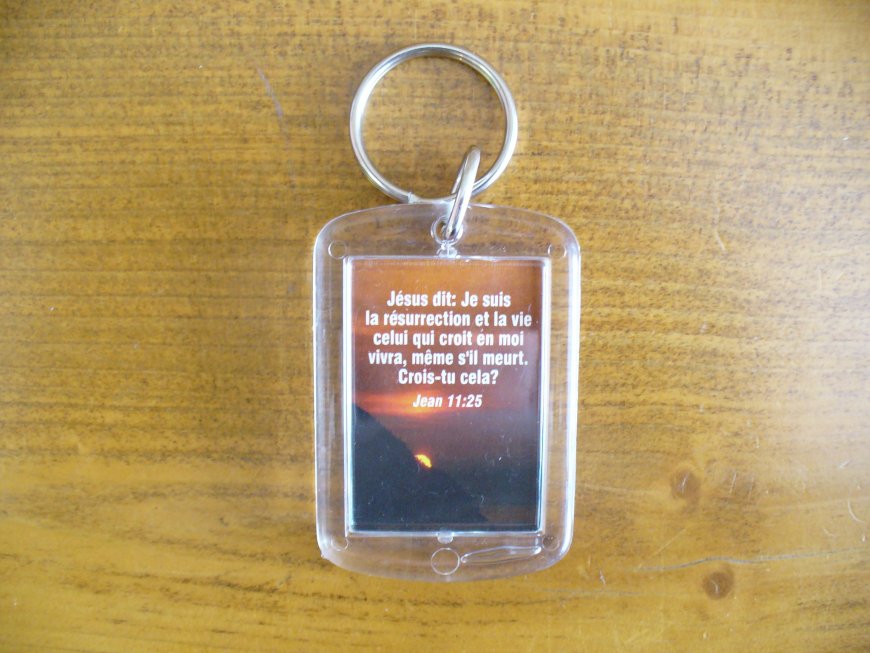 Jésus dit: Je suis
la résurrection et la vie
celui qui croit en moi
vivra, même s'il meurt.
Crois-tu cela?
Jean 11:25